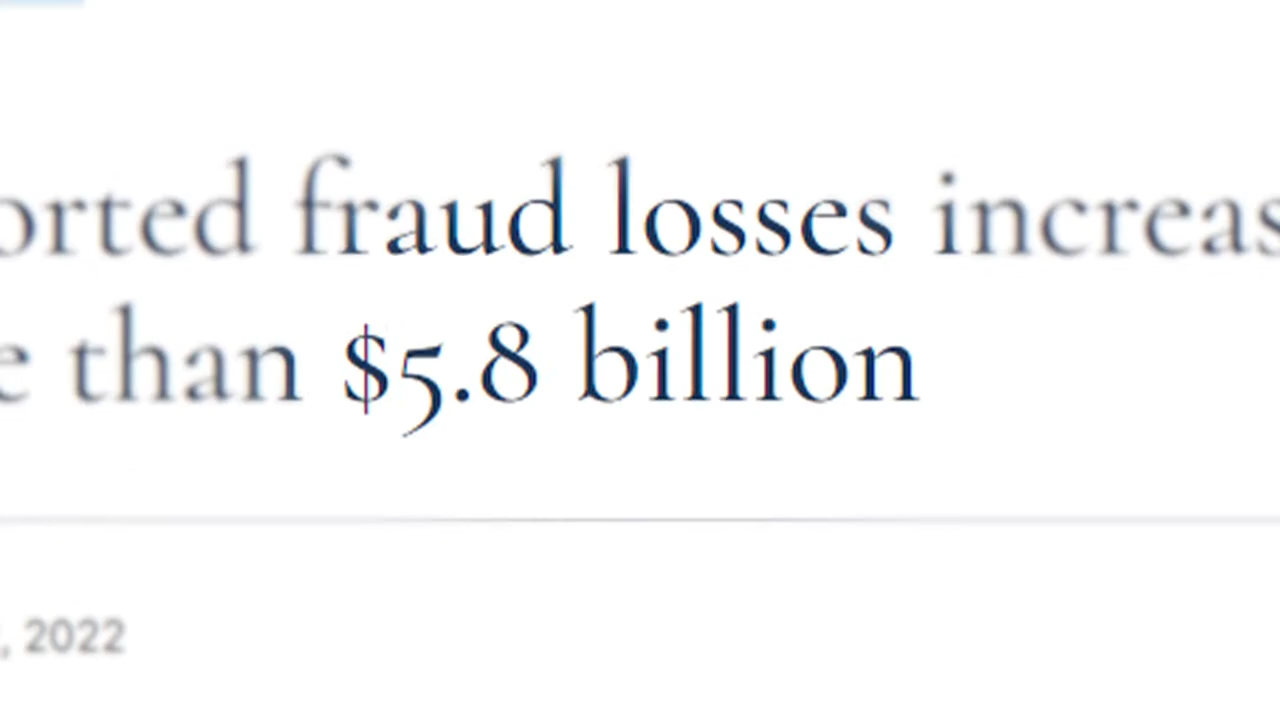 orted fraud losses increas
e than $5.8 billion
, 2022